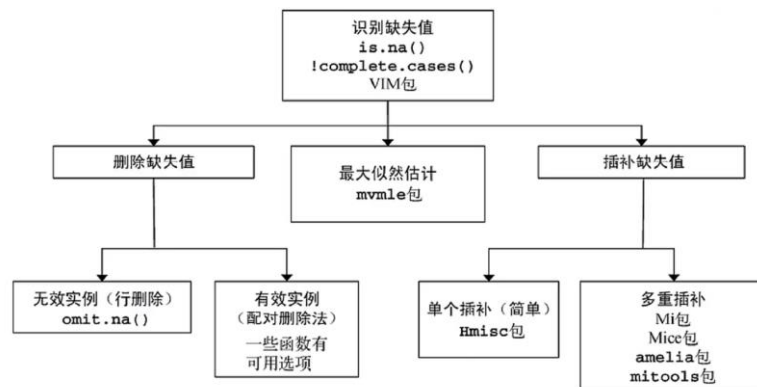 识别缺失值
is.na()
!complete.cases()
VIM包
删除缺失值
最大似然估计
mvmle包
插补缺失值
无效实例（行删除）
omit.na()
有效实例
（配对删除法）
一些函数有
可用选项
单个插补（简单）
Hmisc包
多重插补
Mi包
Mice包
amelia包
mitools包